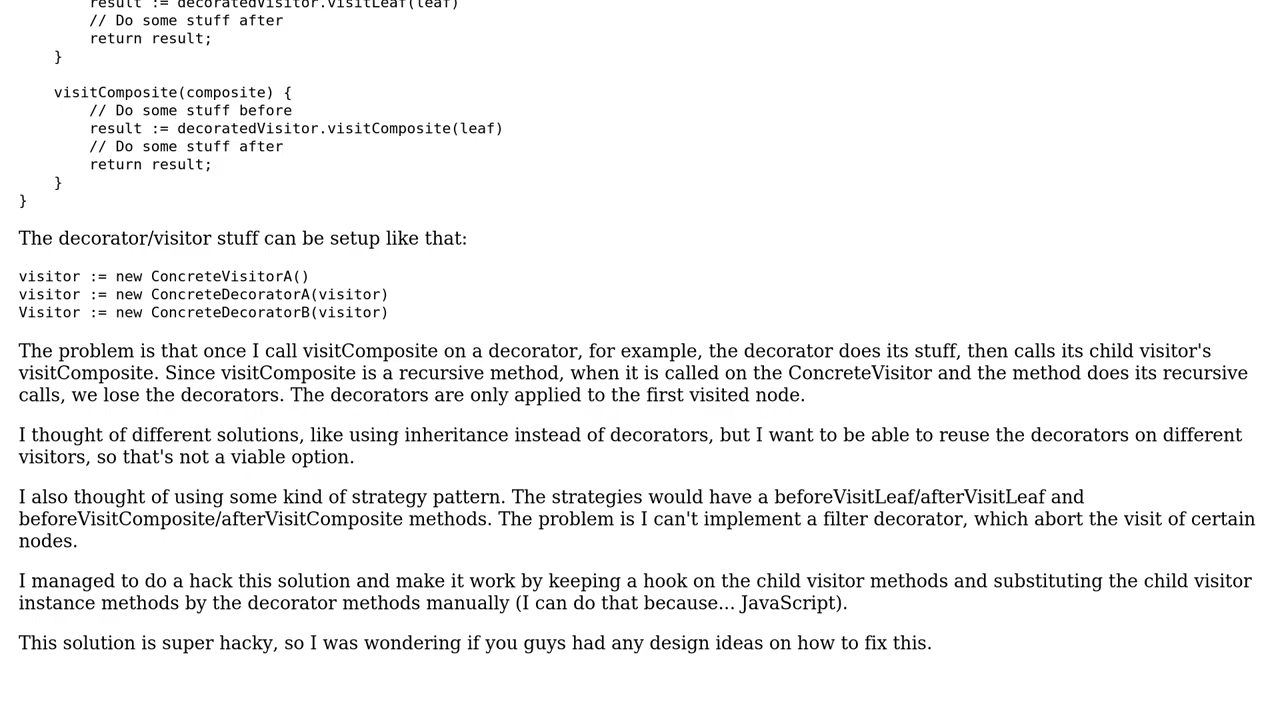 result := decoratedVisitor.visitLeaf(leaf)
// Do some stuff after
return result;
}
visitComposite(composite) {
// Do some stuff before
result := decoratedVisitor.visitComposite(leaf)
// Do some stuff after
return result;
}
}
The decorator/visitor stuff can be setup like that:
visitor := new ConcreteVisitorA()
visitor := new ConcreteDecoratorA(visitor)
Visitor := new ConcreteDecoratorB(visitor)
The problem is that once I call visitComposite on a decorator, for example, the decorator does its stuff, then calls its child visitor's
visitComposite. Since visitComposite is a recursive method, when it is called on the ConcreteVisitor and the method does its recursive
calls, we lose the decorators. The decorators are only applied to the first visited node.
I thought of different solutions, like using inheritance instead of decorators, but I want to be able to reuse the decorators on different
visitors, so that's not a viable option.
I also thought of using some kind of strategy pattern. The strategies would have a beforeVisitLeaf/afterVisitLeaf and
beforeVisitComposite/afterVisitComposite methods. The problem is I can't implement a filter decorator, which abort the visit of certain
nodes.
I managed to do a hack this solution and make it work by keeping a hook on the child visitor methods and substituting the child visitor
instance methods by the decorator methods manually (I can do that because... JavaScript).
This solution is super hacky, so I was wondering if you guys had any design ideas on how to fix this.